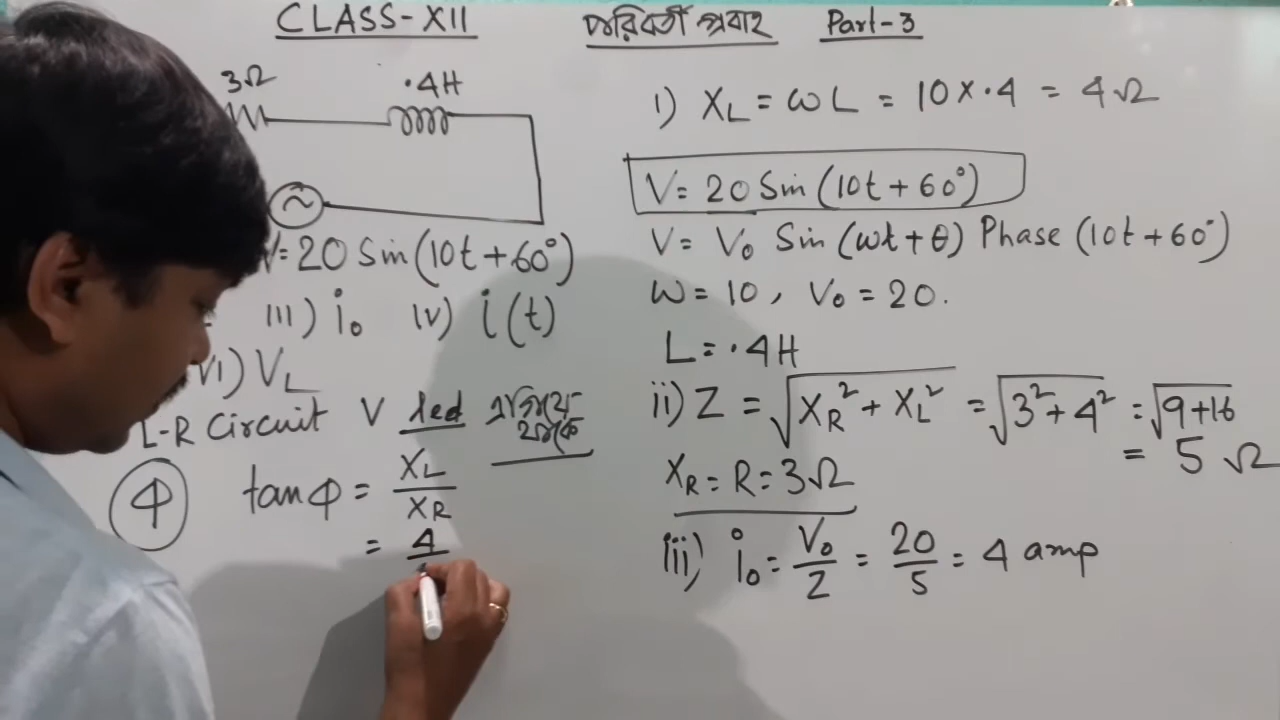 CLASS-XII
পরিবর্তী প্রবাহ Part-3
3Ω .4H
V=20 Sin(10t+60°)
III) i₀ IV) i(t)
VI) V_L
L-R Circuit V led
Φ tanΦ = X_L/X_R
= 4/
1) X_L = ωL = 10×.4 = 4Ω
V= 20 Sin(10t+60°)
V= V₀ Sin(ωt+θ) Phase (10t+60°)
W=10, V₀=20.
L=.4H
ii) Z = √(X_R²+X_L²) = √(3²+4²) = √(9+16)
= 5 Ω
X_R=R=3Ω
iii) i₀ = V₀/Z = 20/5 = 4 amp